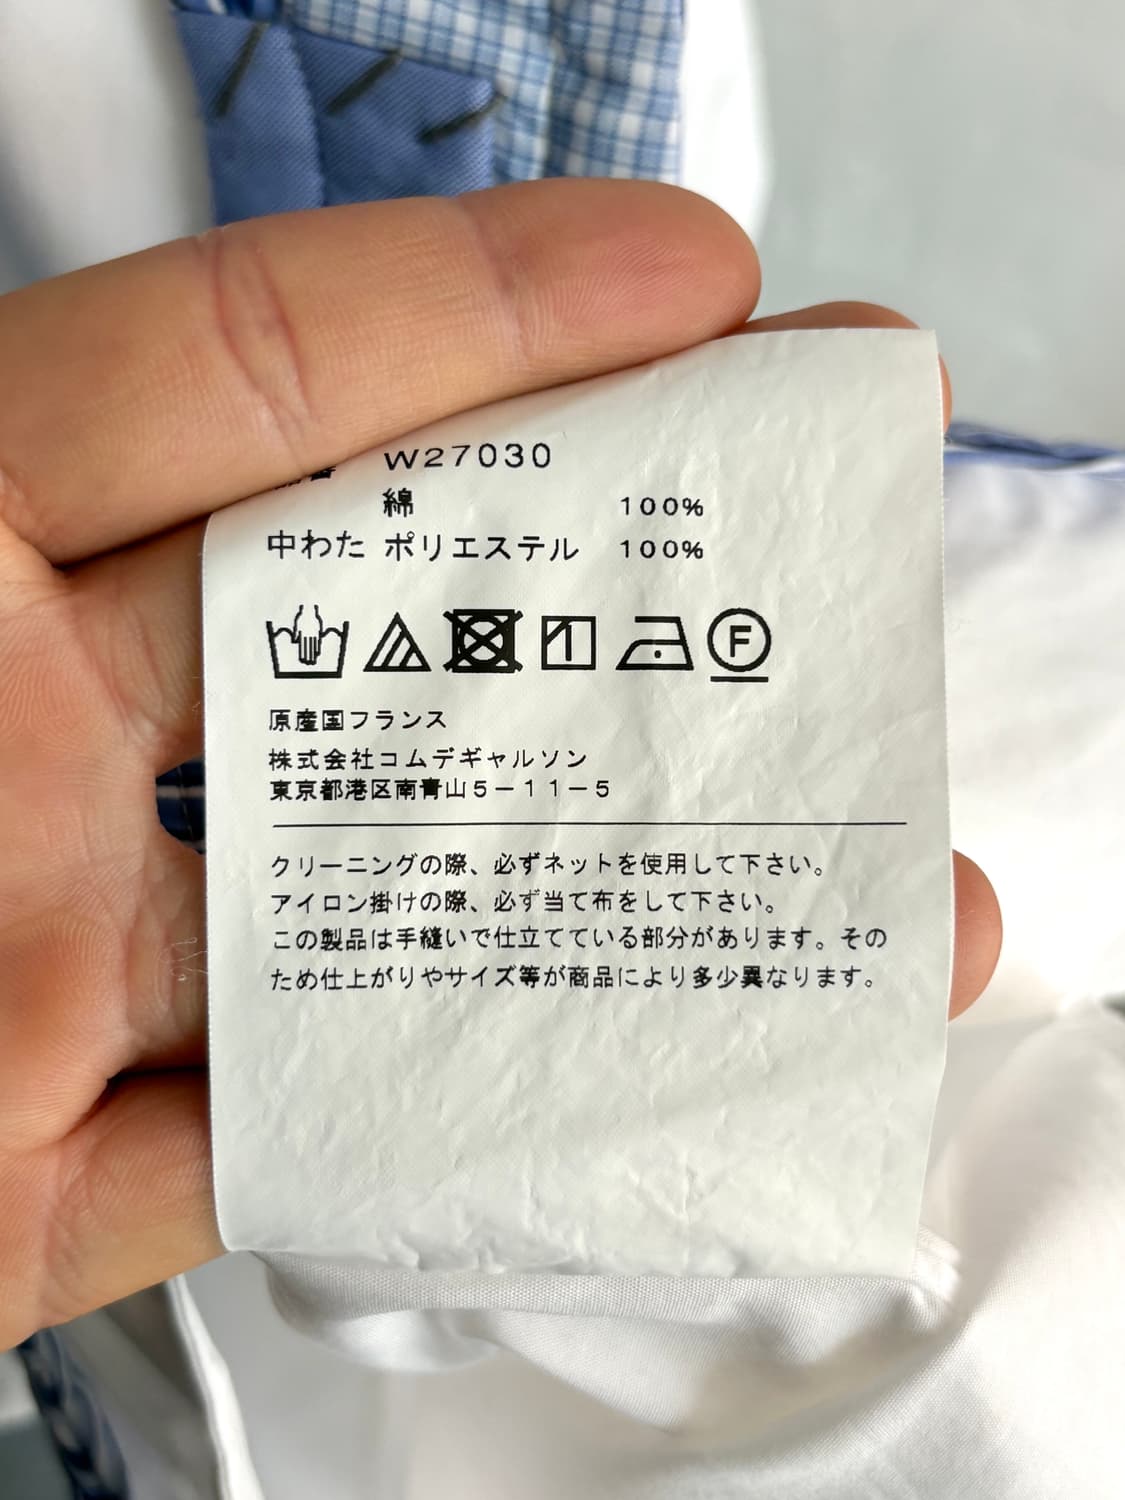 番 W27030
綿 100%
中わた ポリエステル 100%
F
原産国フランス
株式会社コムデギャルソン
東京都港区南青山5-11-5
クリーニングの際、必ずネットを使用して下さい。
アイロン掛けの際、必ず当て布をして下さい。
この製品は手縫いで仕立てている部分があります。その
ため仕上がりやサイズ等が商品により多少異なります。